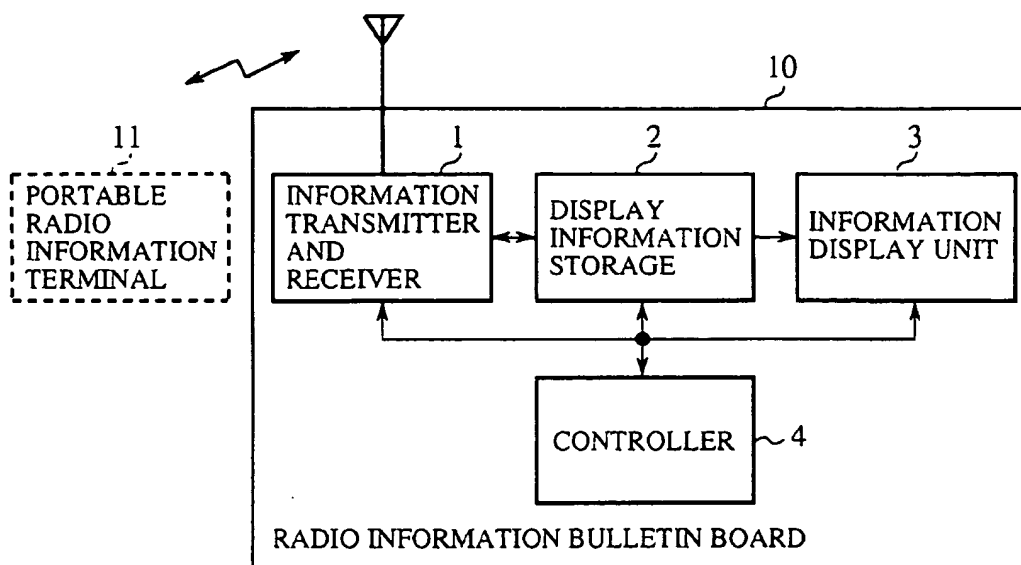 10
11
1
2
3
PORTABLE
RADIO
INFORMATION
TERMINAL
INFORMATION
TRANSMITTER
AND
RECEIVER
DISPLAY
INFORMATION
STORAGE
INFORMATION
DISPLAY UNIT
CONTROLLER
4
RADIO INFORMATION BULLETIN BOARD